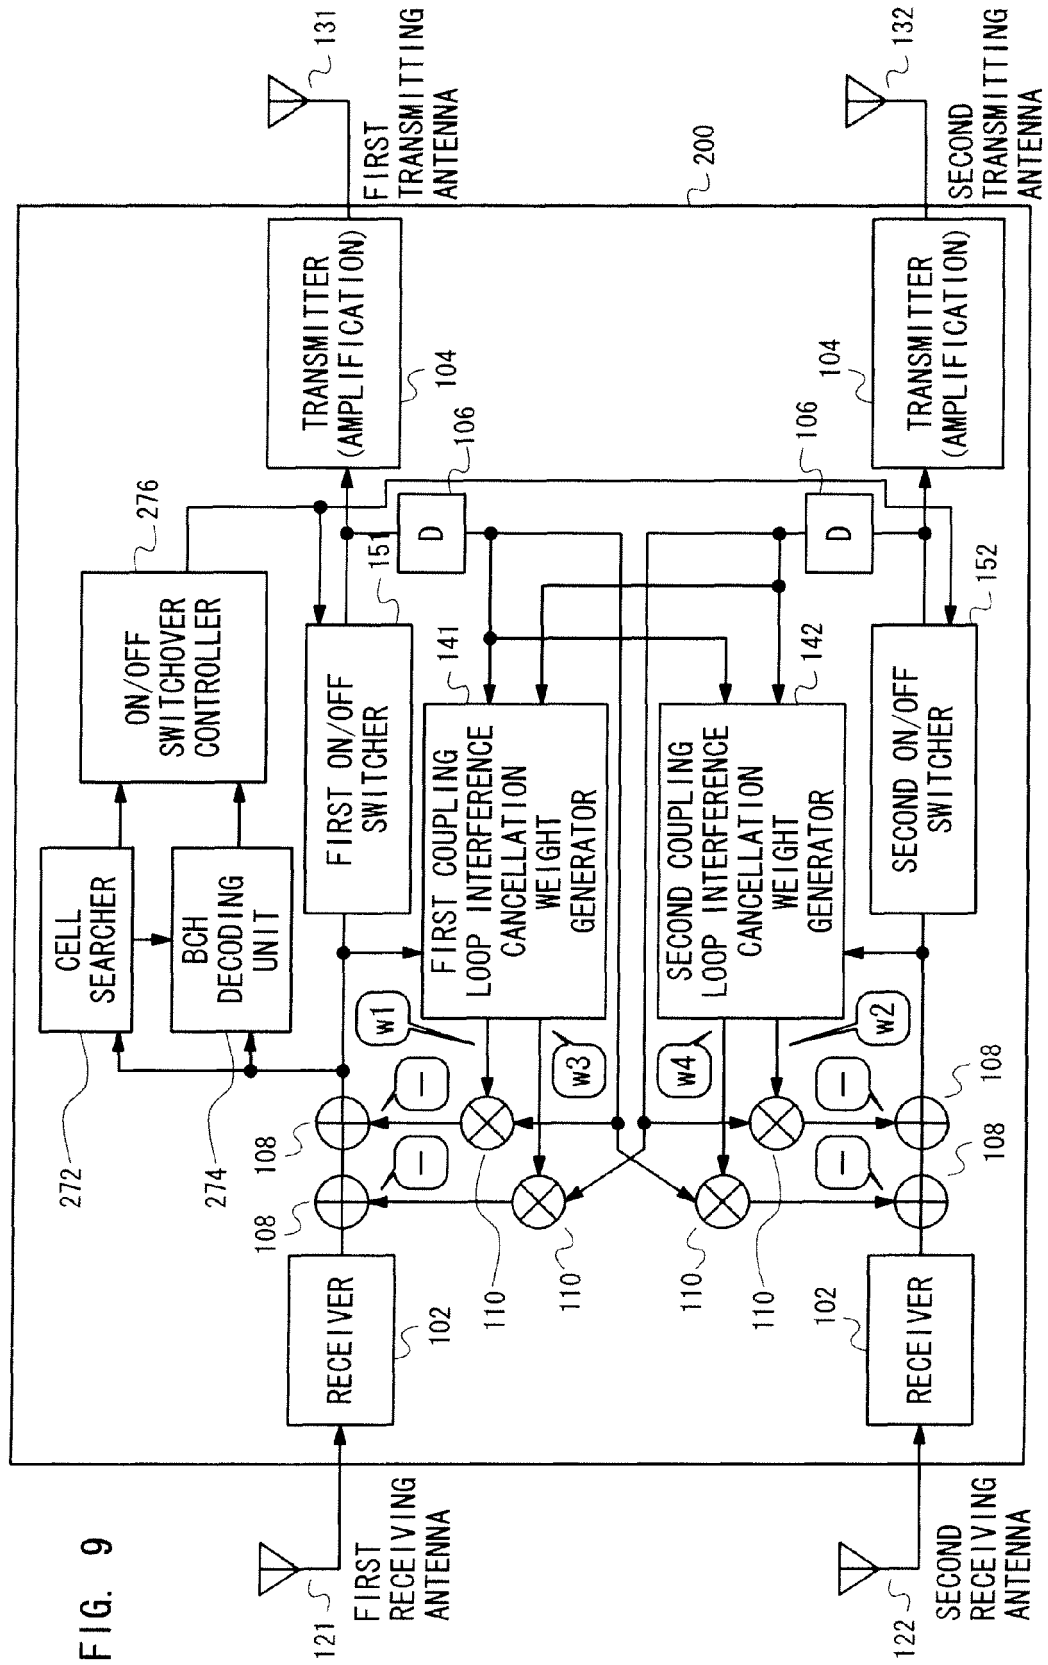 FIG. 9
121
FIRST
RECEIVING
ANTENNA
RECEIVER
102
108
108
272
CELL
SEARCHER
274
BCH
DECODING
UNIT
276
ON/OFF
SWITCHOVER
CONTROLLER
FIRST ON/OFF
SWITCHER
151
TRANSMITTER
(AMPLIFICATION)
104
131
FIRST
TRANSMITTING
ANTENNA
D
106
141
FIRST COUPLING
LOOP INTERFERENCE
CANCELLATION
WEIGHT
GENERATOR
w1
w3
−
−
110
110
200
110
110
w4
w2
−
−
142
SECOND COUPLING
LOOP INTERFERENCE
CANCELLATION
WEIGHT
GENERATOR
D
106
122
SECOND
RECEIVING
ANTENNA
RECEIVER
102
108
108
SECOND ON/OFF
SWITCHER
152
TRANSMITTER
(AMPLIFICATION)
104
132
SECOND
TRANSMITTING
ANTENNA